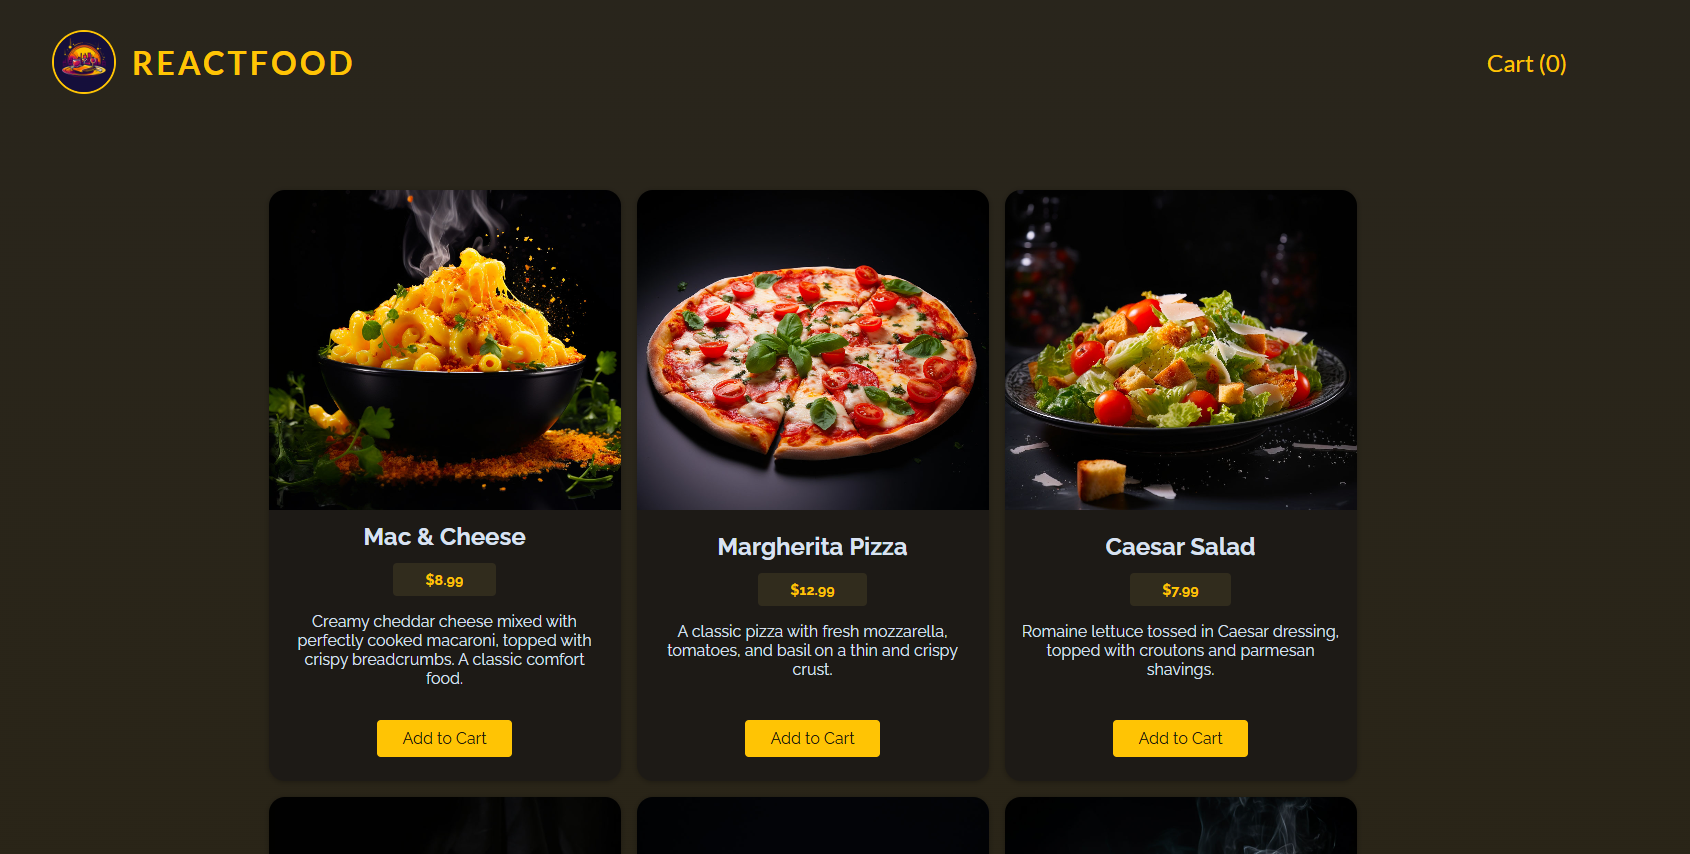 REACTFOOD
Cart (0)
Mac & Cheese
$8.99
Creamy cheddar cheese mixed with
perfectly cooked macaroni, topped with
crispy breadcrumbs. A classic comfort
food.
Add to Cart
Margherita Pizza
$12.99
A classic pizza with fresh mozzarella,
tomatoes, and basil on a thin and crispy
crust.
Add to Cart
Caesar Salad
$7.99
Romaine lettuce tossed in Caesar dressing,
topped with croutons and parmesan
shavings.
Add to Cart